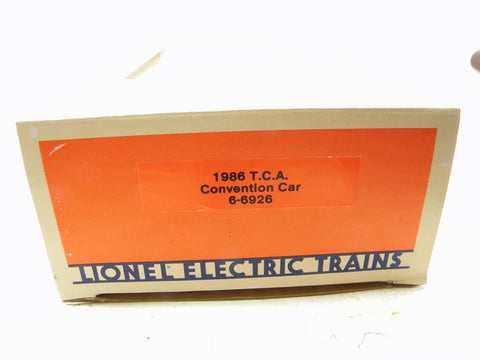 1986 T.C.A.
Convention Car
6-6926
LIONEL ELECTRIC TRAINS